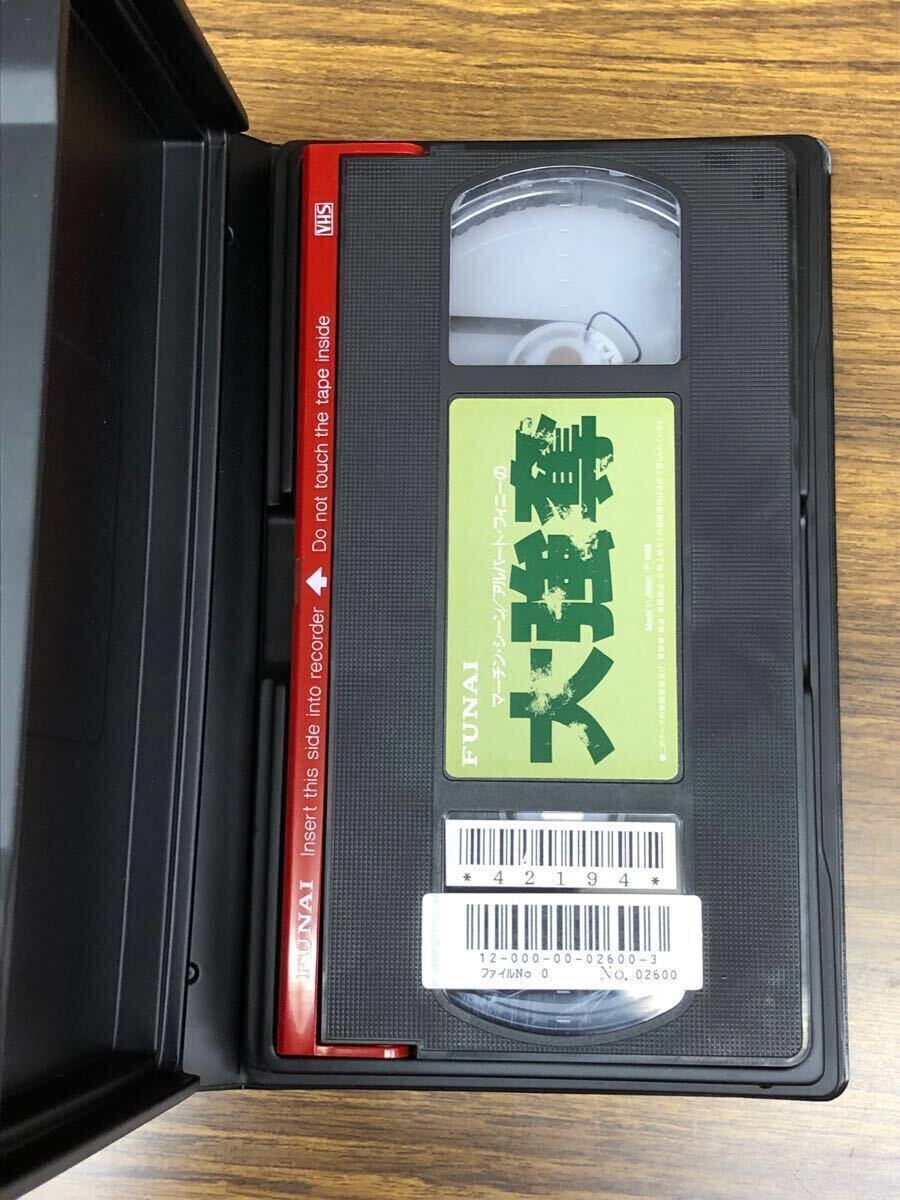 FUNAI Insert this side into recorder Do not touch the tape inside VHS
FUNAI
マーチン・シーン/アルバート・フィニーの
大強奪
Made in Japan
*42194*
12-000-00-02600-3
ファイルNo 0 No. 02600